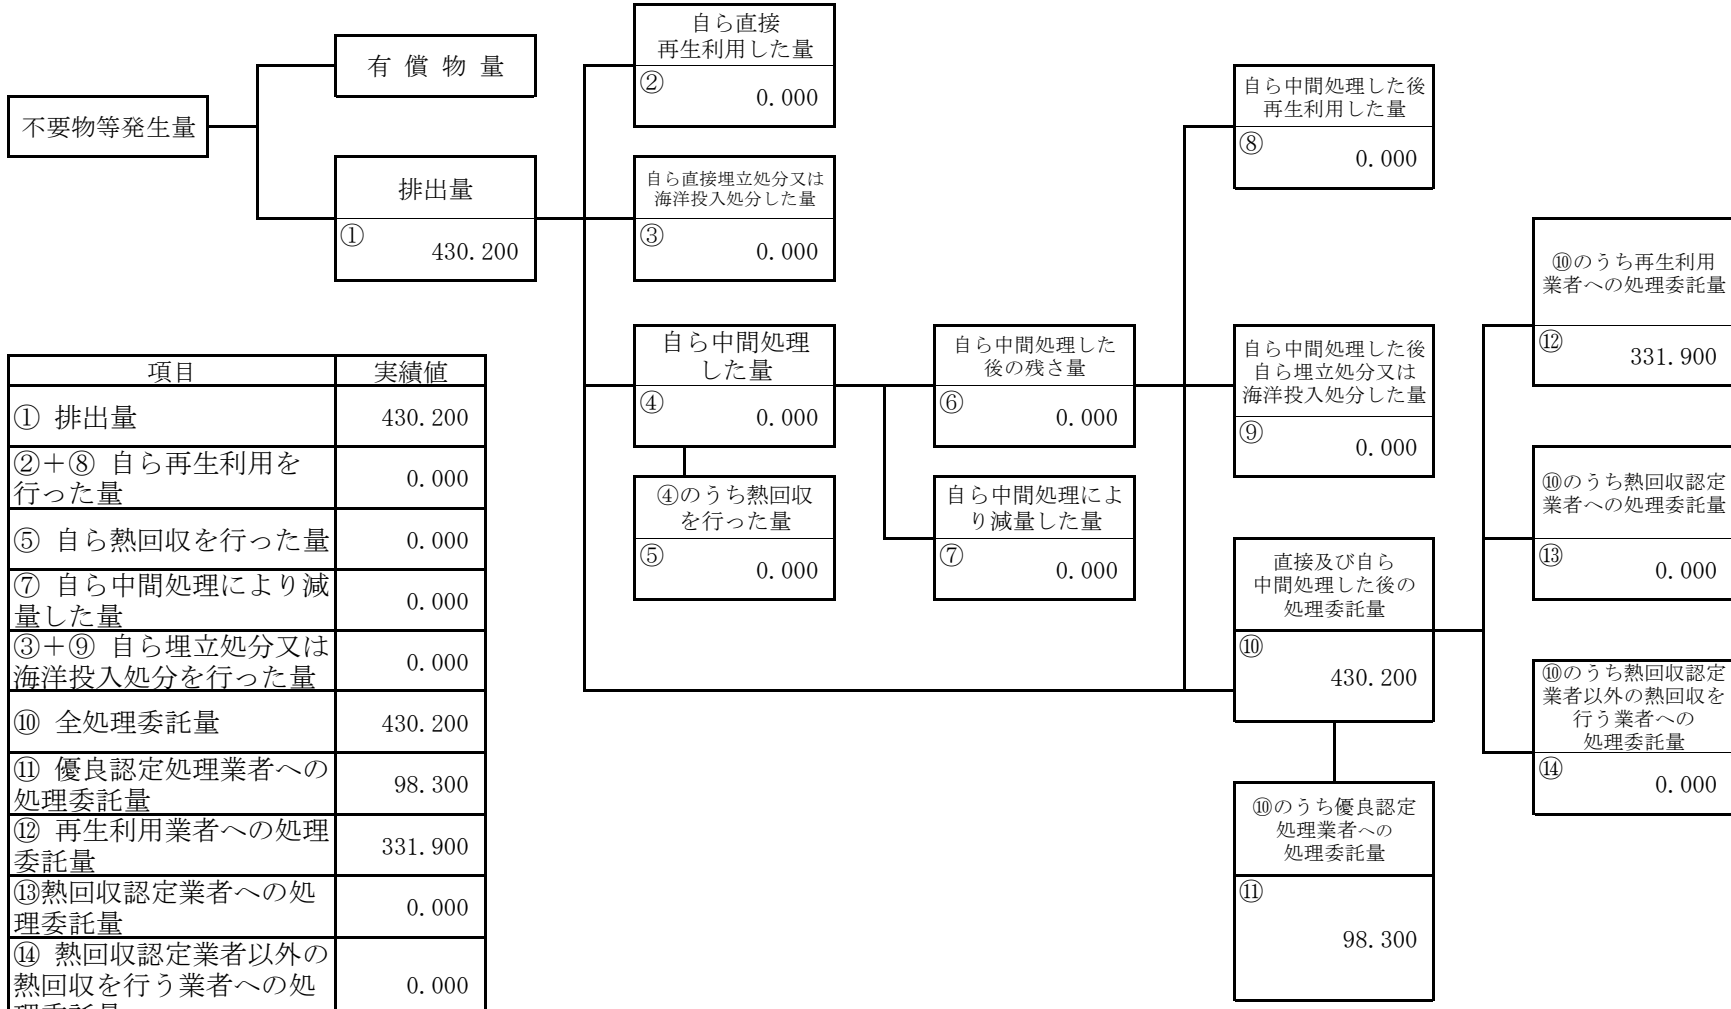 不要物等発生量
有 償 物 量
排出量
①
430.200
自ら直接
再生利用した量
②
0.000
自ら直接埋立処分又は
海洋投入処分した量
③
0.000
自ら中間処理
した量
④
0.000
④のうち熱回収
を行った量
⑤
0.000
自ら中間処理した
後の残さ量
⑥
0.000
自ら中間処理によ
り減量した量
⑦
0.000
自ら中間処理した後
再生利用した量
⑧
0.000
自ら中間処理した後
自ら埋立処分又は
海洋投入処分した量
⑨
0.000
直接及び自ら
中間処理した後の
処理委託量
⑩
430.200
⑩のうち優良認定
処理業者への
処理委託量
⑪
98.300
⑩のうち再生利用
業者への処理委託量
⑫
331.900
⑩のうち熱回収認定
業者への処理委託量
⑬
0.000
⑩のうち熱回収認定
業者以外の熱回収を
行う業者への
処理委託量
⑭
0.000
項目 実績値
① 排出量 430.200
②+⑧ 自ら再生利用を
行った量 0.000
⑤ 自ら熱回収を行った量 0.000
⑦ 自ら中間処理により減
量した量 0.000
③+⑨ 自ら埋立処分又は
海洋投入処分を行った量 0.000
⑩ 全処理委託量 430.200
⑪ 優良認定処理業者への
処理委託量 98.300
⑫ 再生利用業者への処理
委託量 331.900
⑬熱回収認定業者への処
理委託量 0.000
⑭ 熱回収認定業者以外の
熱回収を行う業者への処 0.000